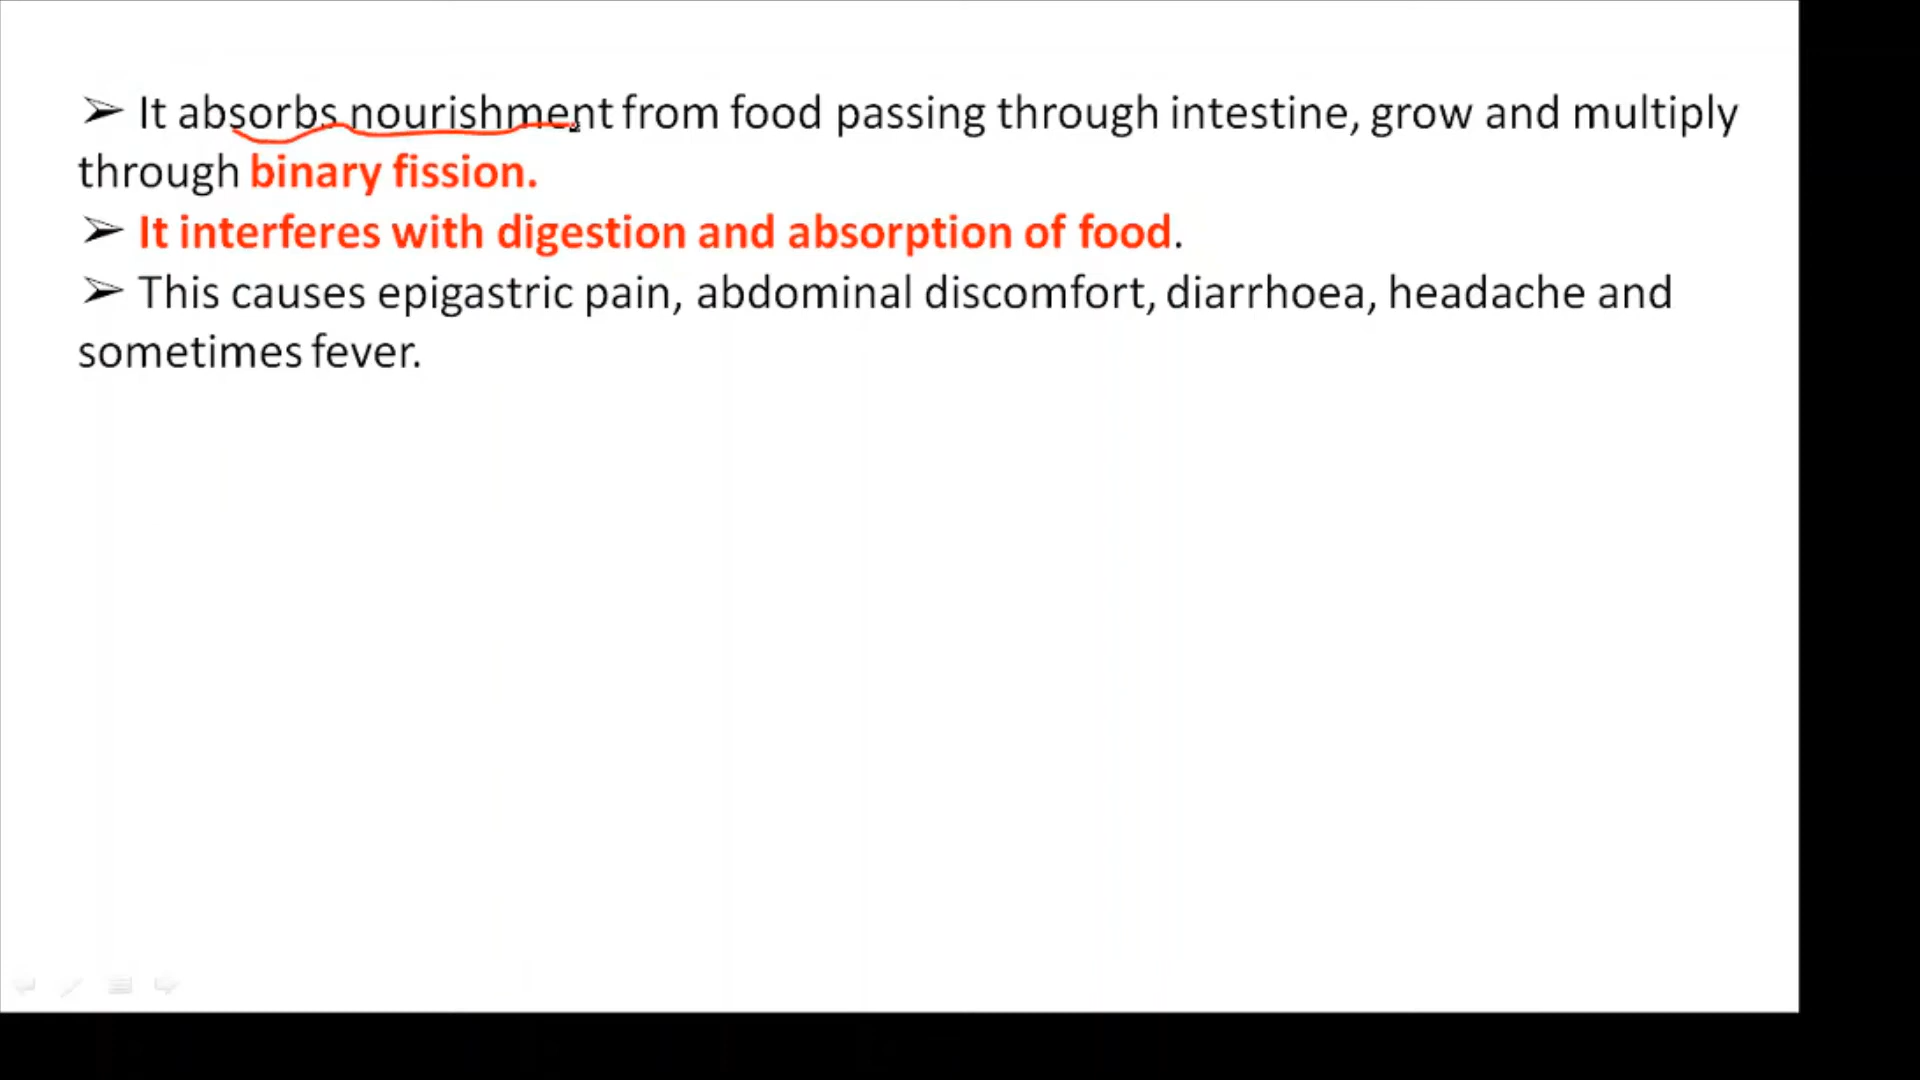 ➢ It absorbs nourishment from food passing through intestine, grow and multiply
through binary fission.
➢ It interferes with digestion and absorption of food.
➢ This causes epigastric pain, abdominal discomfort, diarrhoea, headache and
sometimes fever.